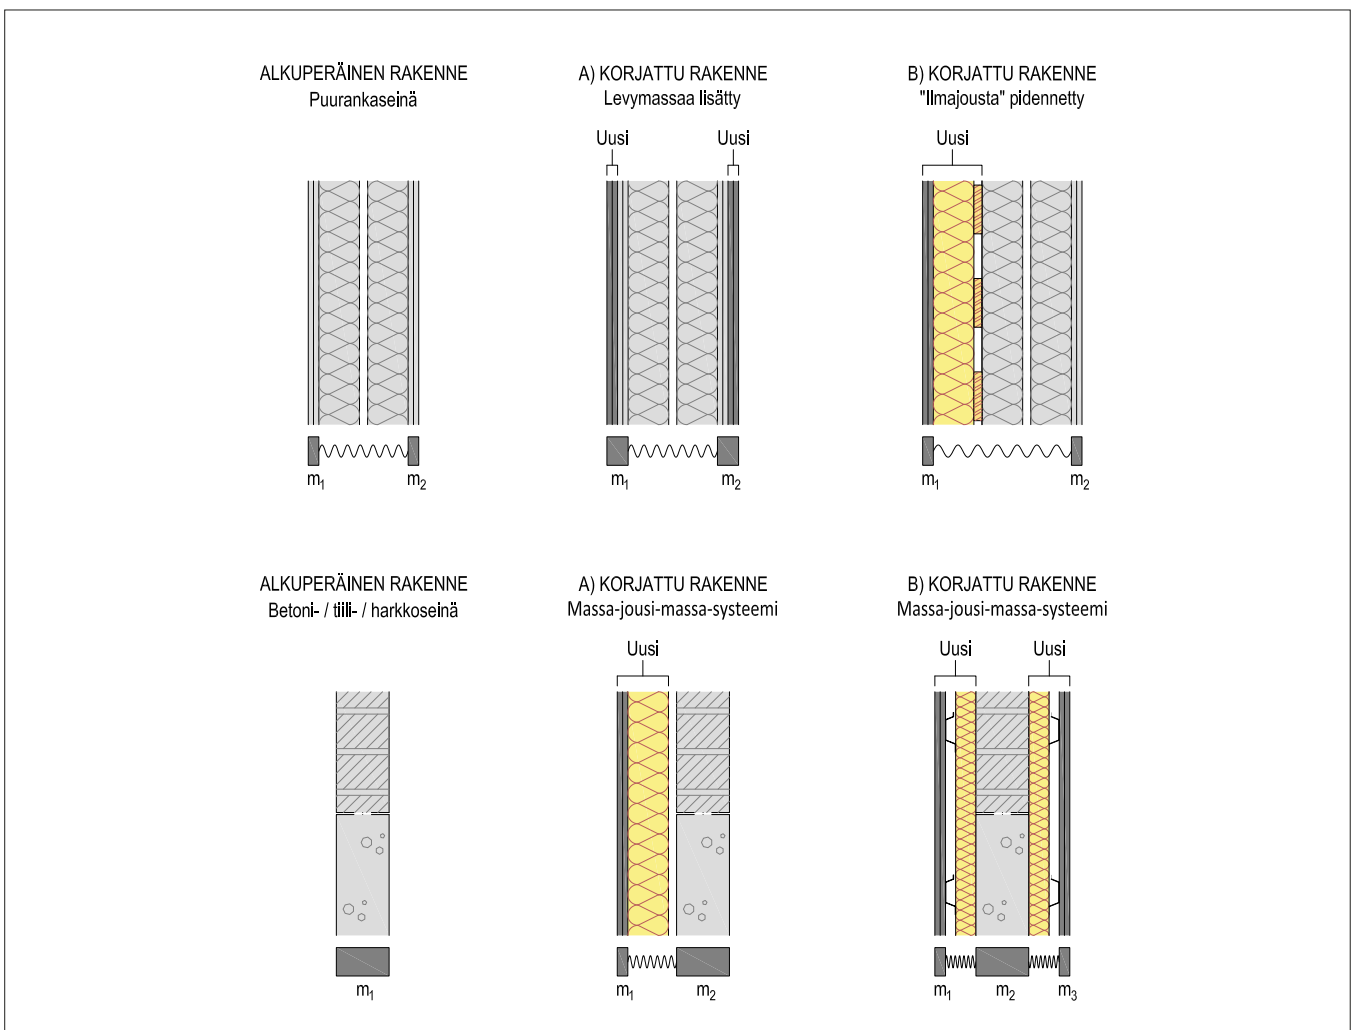 ALKUPERÄINEN RAKENNE
Puurankaseinä
A) KORJATTU RAKENNE
Levymassaa lisätty
B) KORJATTU RAKENNE
"Ilmajousta" pidennetty
Uusi
Uusi
Uusi
m₁
m₂
m₁
m₂
m₁
m₂
ALKUPERÄINEN RAKENNE
Betoni- / tiili- / harkkoseinä
A) KORJATTU RAKENNE
Massa-jousi-massa-systeemi
B) KORJATTU RAKENNE
Massa-jousi-massa-systeemi
Uusi
Uusi
Uusi
m₁
m₁
m₂
m₁
m₂
m₃